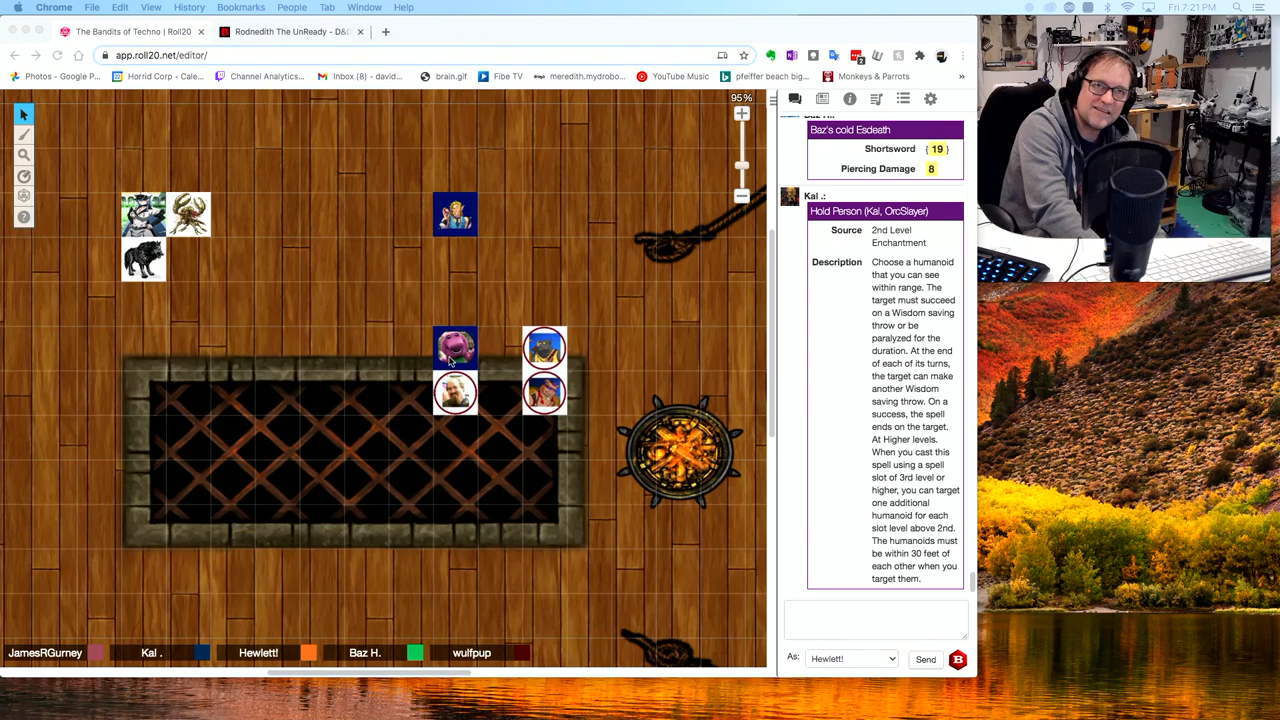 Chrome File Edit View History Bookmarks People Tab Window Help Fri 7:21 PM
The Bandits of Techno | Roll20 Rodnedith The UnReady - D&D
app.roll20.net/editor/
Photos - Google P... Horrid Corp - Cale... Channel Analytics... Inbox (8) - david... brain.gif Fibe TV meredith.mydrobo... YouTube Music pfeiffer beach big... Monkeys & Parrots »
95%
Baz's cold Esdeath
Shortsword {19}
Piercing Damage 8
Kal .:
Hold Person (Kal, OrcSlayer)
Source 2nd Level
Enchantment
Description Choose a humanoid
that you can see
within range. The
target must succeed
on a Wisdom saving
throw or be
paralyzed for the
duration. At the end
of each of its turns,
the target can make
another Wisdom
saving throw. On a
success, the spell
ends on the target.
At Higher levels.
When you cast this
spell using a spell
slot of 3rd level or
higher, you can target
one additional
humanoid for each
slot level above 2nd.
The humanoids must
be within 30 feet of
each other when you
target them.
JamesRGurney Kal . Hewlett! Baz H. wulfpup
As: Hewlett! Send